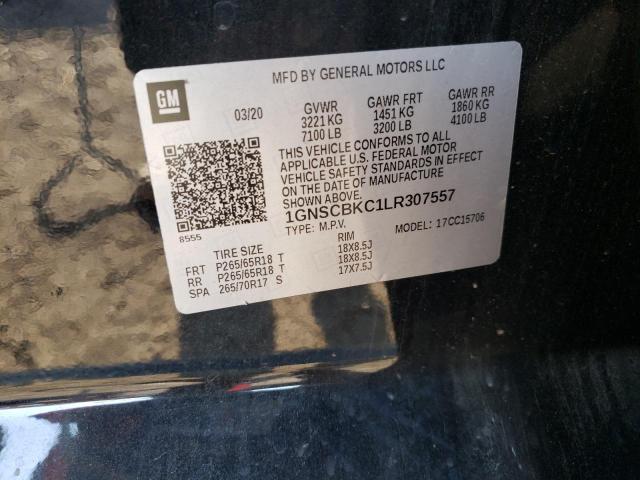 MFD BY GENERAL MOTORS LLC
GM
03/20
GVWR
3221 KG
7100 LB
GAWR FRT
1451 KG
3200 LB
GAWR RR
1860 KG
4100 LB
THIS VEHICLE CONFORMS TO ALL
APPLICABLE U.S. FEDERAL MOTOR
VEHICLE SAFETY STANDARDS IN EFFECT
ON THE DATE OF MANUFACTURE
SHOWN ABOVE.
1GNSCBKC1LR307557
TYPE: M.P.V.
MODEL: 17CC15706
8555
TIRE SIZE RIM
FRT P265/65R18 T 18X8.5J
RR P265/65R18 T 18X8.5J
SPA 265/70R17 S 17X7.5J